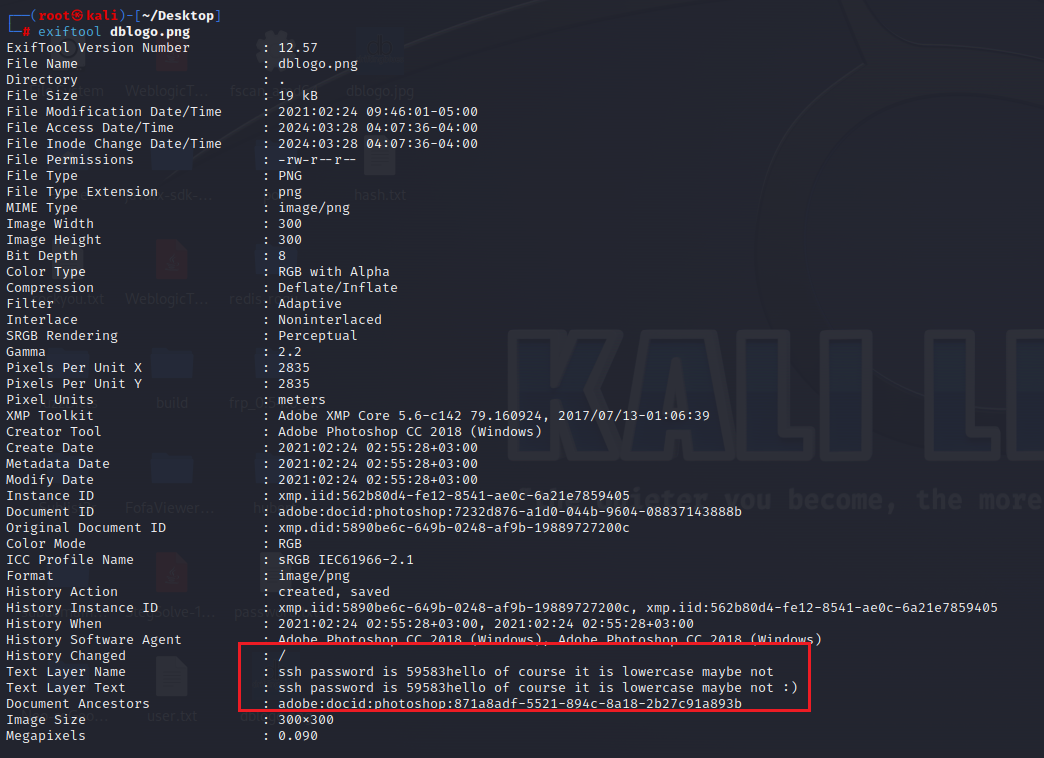 ┌──(root㉿kali)-[~/Desktop]
└─# exiftool dblogo.png
ExifTool Version Number : 12.57
File Name : dblogo.png
Directory : .
File Size : 19 kB
File Modification Date/Time : 2021:02:24 09:46:01-05:00
File Access Date/Time : 2024:03:28 04:07:36-04:00
File Inode Change Date/Time : 2024:03:28 04:07:36-04:00
File Permissions : -rw-r--r--
File Type : PNG
File Type Extension : png
MIME Type : image/png
Image Width : 300
Image Height : 300
Bit Depth : 8
Color Type : RGB with Alpha
Compression : Deflate/Inflate
Filter : Adaptive
Interlace : Noninterlaced
SRGB Rendering : Perceptual
Gamma : 2.2
Pixels Per Unit X : 2835
Pixels Per Unit Y : 2835
Pixel Units : meters
XMP Toolkit : Adobe XMP Core 5.6-c142 79.160924, 2017/07/13-01:06:39
Creator Tool : Adobe Photoshop CC 2018 (Windows)
Create Date : 2021:02:24 02:55:28+03:00
Metadata Date : 2021:02:24 02:55:28+03:00
Modify Date : 2021:02:24 02:55:28+03:00
Instance ID : xmp.iid:562b80d4-fe12-8541-ae0c-6a21e7859405
Document ID : adobe:docid:photoshop:7232d876-a1d0-044b-9604-08837143888b
Original Document ID : xmp.did:5890be6c-649b-0248-af9b-19889727200c
Color Mode : RGB
ICC Profile Name : sRGB IEC61966-2.1
Format : image/png
History Action : created, saved
History Instance ID : xmp.iid:5890be6c-649b-0248-af9b-19889727200c, xmp.iid:562b80d4-fe12-8541-ae0c-6a21e7859405
History When : 2021:02:24 02:55:28+03:00, 2021:02:24 02:55:28+03:00
History Software Agent : Adobe Photoshop CC 2018 (Windows), Adobe Photoshop CC 2018 (Windows)
History Changed : /
Text Layer Name : ssh password is 59583hello of course it is lowercase maybe not
Text Layer Text : ssh password is 59583hello of course it is lowercase maybe not :)
Document Ancestors : adobe:docid:photoshop:871a8adf-5521-894c-8a18-2b27c91a893b
Image Size : 300×300
Megapixels : 0.090
KALI LI
you become, the more
dblogo.jpg
hash.txt
build
user.txt